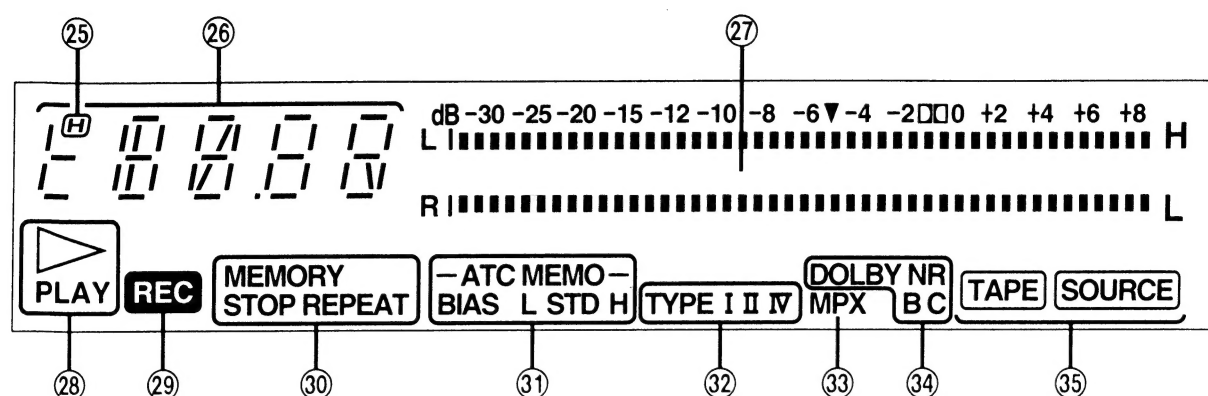 ㉕ ㉖ ㉗
H
dB -30 -25 -20 -15 -12 -10 -8 -6 ▼ -4 -2 0 +2 +4 +6 +8
L H
R L
PLAY
REC
MEMORY
STOP REPEAT
—ATC MEMO—
BIAS L STD H
TYPE I II IV
DOLBY NR
MPX B C
TAPE SOURCE
㉘ ㉙ ㉚ ㉛ ㉜ ㉝ ㉞ ㉟